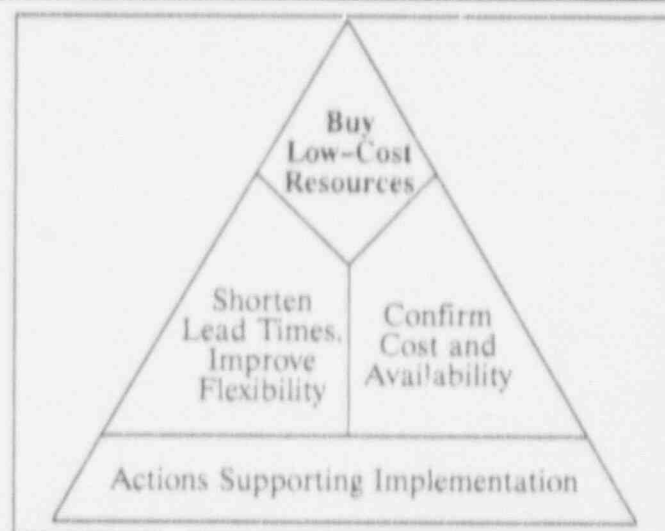 Buy
Low-Cost
Resources
Shorten
Lead Times,
Improve
Flexibility
Confirm
Cost and
Availability
Actions Supporting Implementation